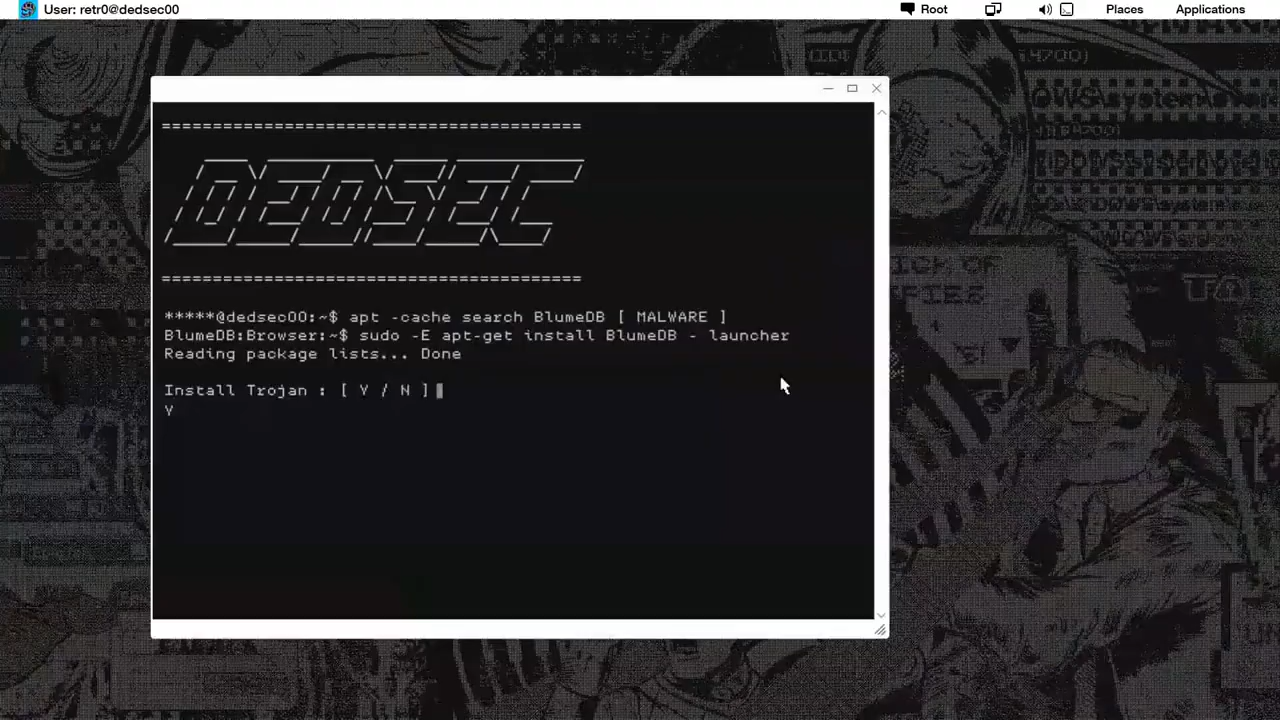 User: retr0@dedsec00
Root
Places
Applications
=========================================
DEDSEC
=========================================
*****@dedsec00:~$ apt -cache search BlumeDB [ MALWARE ]
BlumeDB:Browser:~$ sudo -E apt-get install BlumeDB - launcher
Reading package lists... Done
Install Trojan : [ Y / N ]
Y